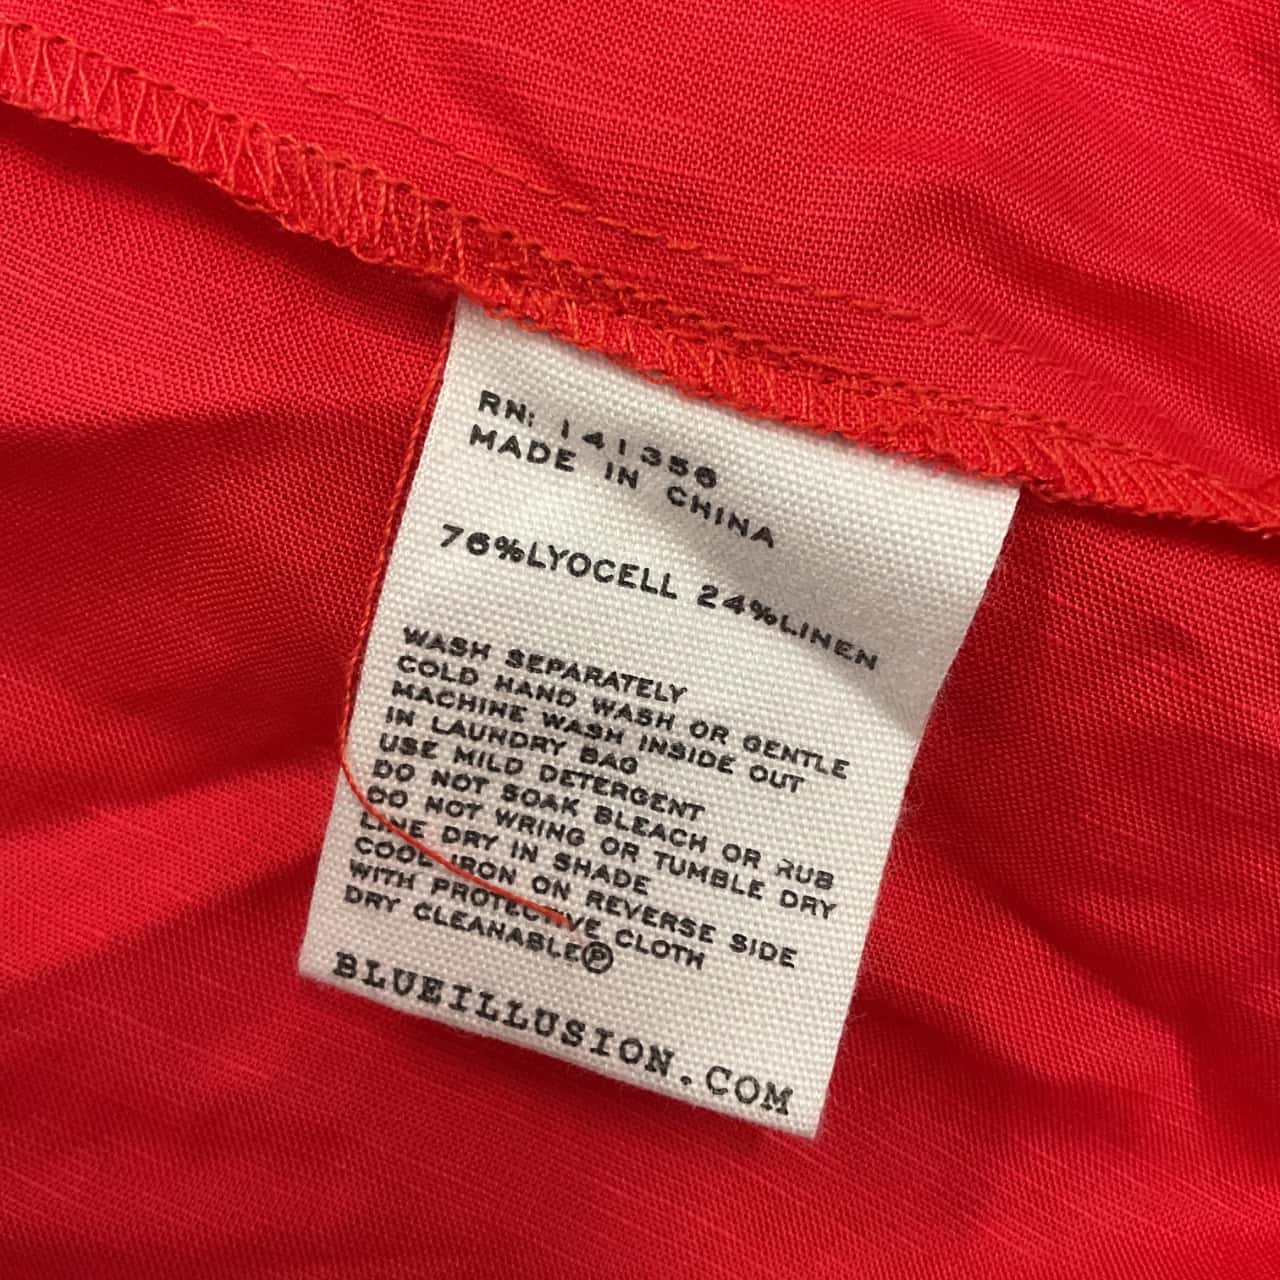 RN: 141356
MADE IN CHINA
76%LYOCELL 24%LINEN
WASH SEPARATELY
COLD HAND WASH OR GENTLE
MACHINE WASH INSIDE OUT
IN LAUNDRY BAG
USE MILD DETERGENT
DO NOT SOAK BLEACH OR RUB
DO NOT WRING OR TUMBLE DRY
LINE DRY IN SHADE
COOL IRON ON REVERSE SIDE
WITH PROTECTIVE CLOTH
DRY CLEANABLE Ⓟ
BLUEILLUSION.COM